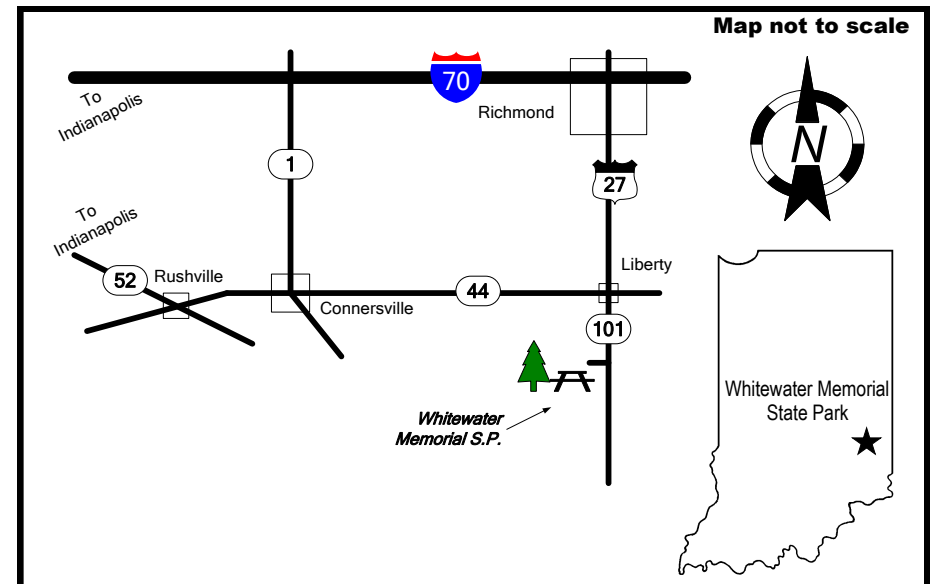 Map not to scale
70
To
Indianapolis
Richmond
N
1
27
To
Indianapolis
52
Rushville
Liberty
44
Connersville
101
Whitewater
Memorial S.P.
Whitewater Memorial
State Park